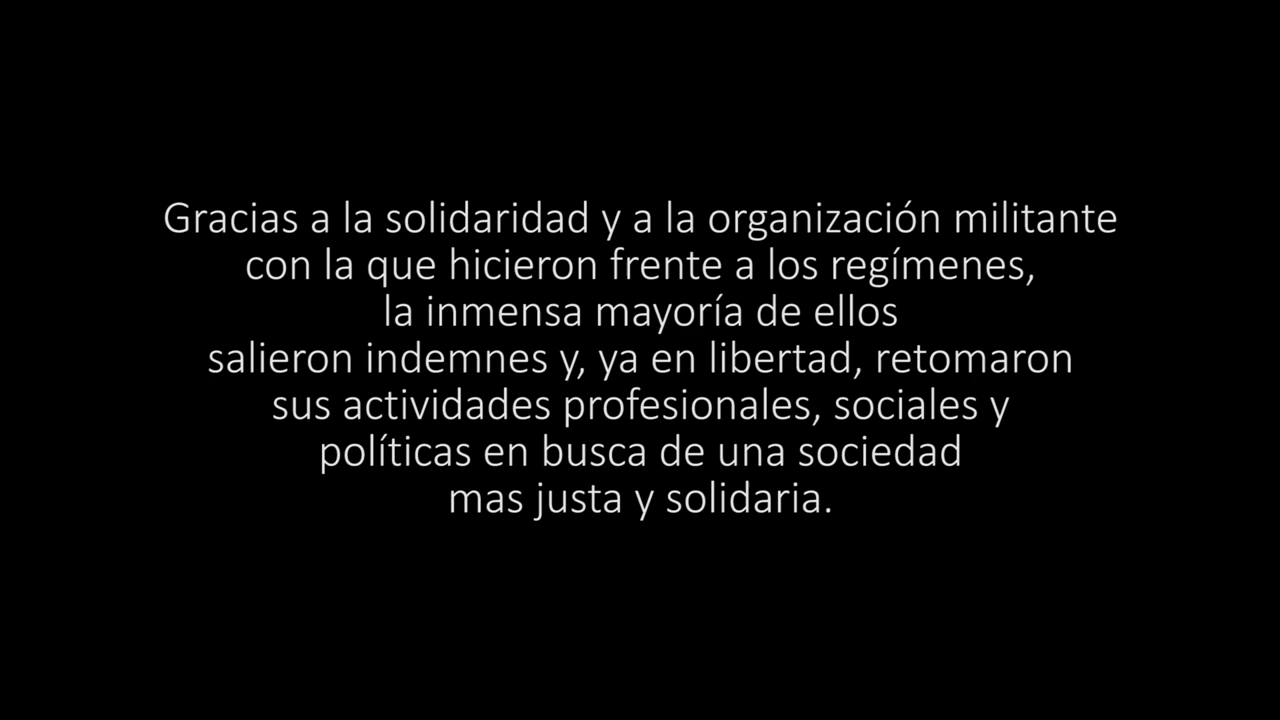 Gracias a la solidaridad y a la organización militante
con la que hicieron frente a los regímenes,
la inmensa mayoría de ellos
salieron indemnes y, ya en libertad, retomaron
sus actividades profesionales, sociales y
políticas en busca de una sociedad
mas justa y solidaria.